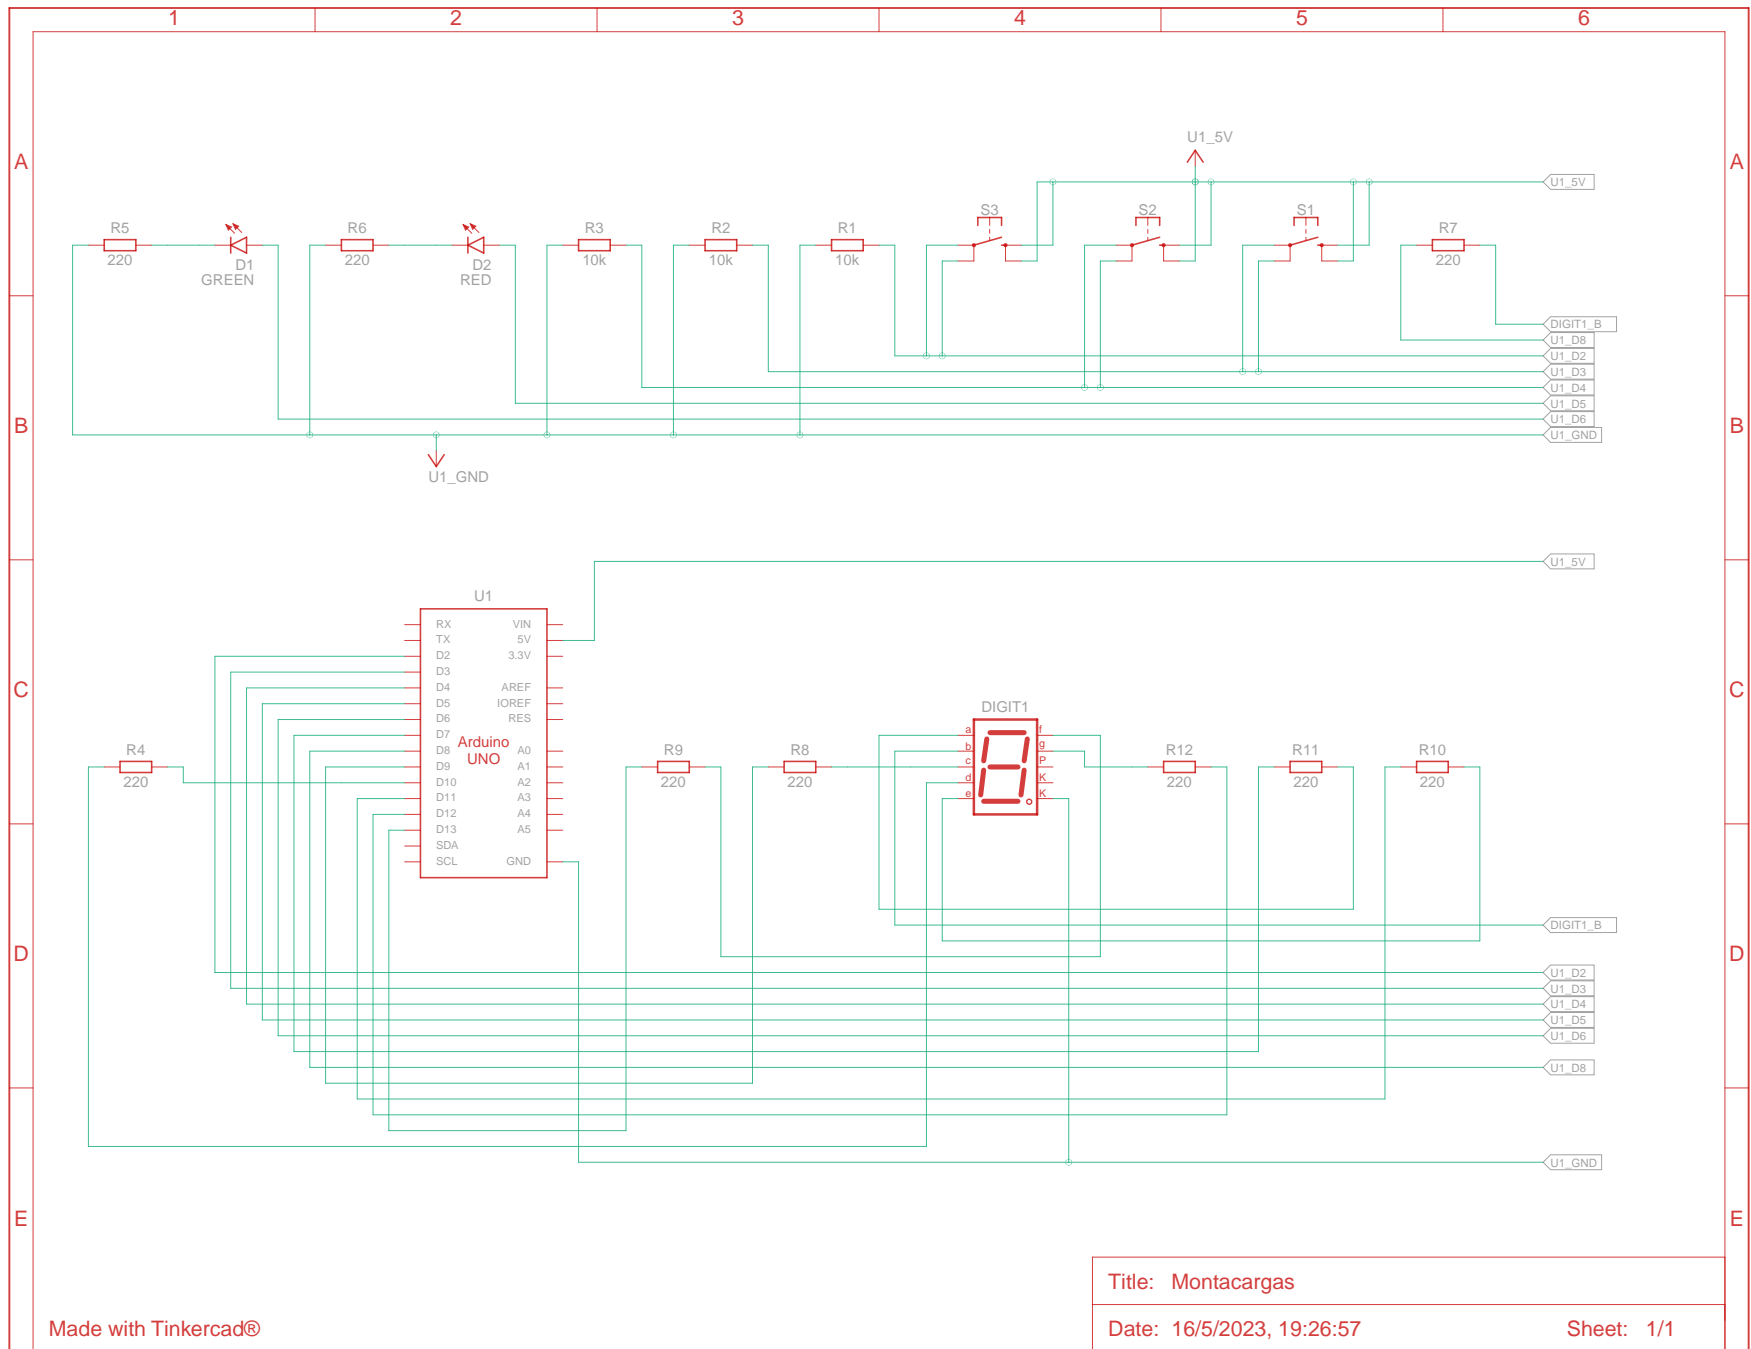 1 2 3 4 5 6
A A
B B
C C
D D
E E
U1_5V
U1_5V
R5
220
D1
GREEN
R6
220
D2
RED
R3
10k
R2
10k
R1
10k
S3
S2
S1
R7
220
DIGIT1_B
U1_D8
U1_D2
U1_D3
U1_D4
U1_D5
U1_D6
U1_GND
U1_GND
U1_5V
U1
RX VIN
TX 5V
D2 3.3V
D3
D4 AREF
D5 IOREF
D6 RES
D7
D8 A0
D9 A1
D10 A2
D11 A3
D12 A4
D13 A5
SDA
SCL GND
Arduino
UNO
R4
220
R9
220
R8
220
DIGIT1
a f
b g
c P
d K
e K
R12
220
R11
220
R10
220
DIGIT1_B
U1_D2
U1_D3
U1_D4
U1_D5
U1_D6
U1_D8
U1_GND
Title: Montacargas
Date: 16/5/2023, 19:26:57 Sheet: 1/1
Made with Tinkercad®